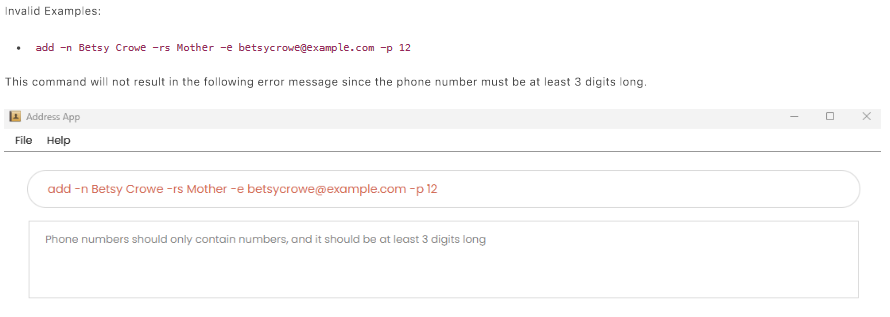 Invalid Examples:
• add -n Betsy Crowe -rs Mother -e betsycrowe@example.com -p 12
This command will not result in the following error message since the phone number must be at least 3 digits long.
Address App
File Help
add -n Betsy Crowe -rs Mother -e betsycrowe@example.com -p 12
Phone numbers should only contain numbers, and it should be at least 3 digits long